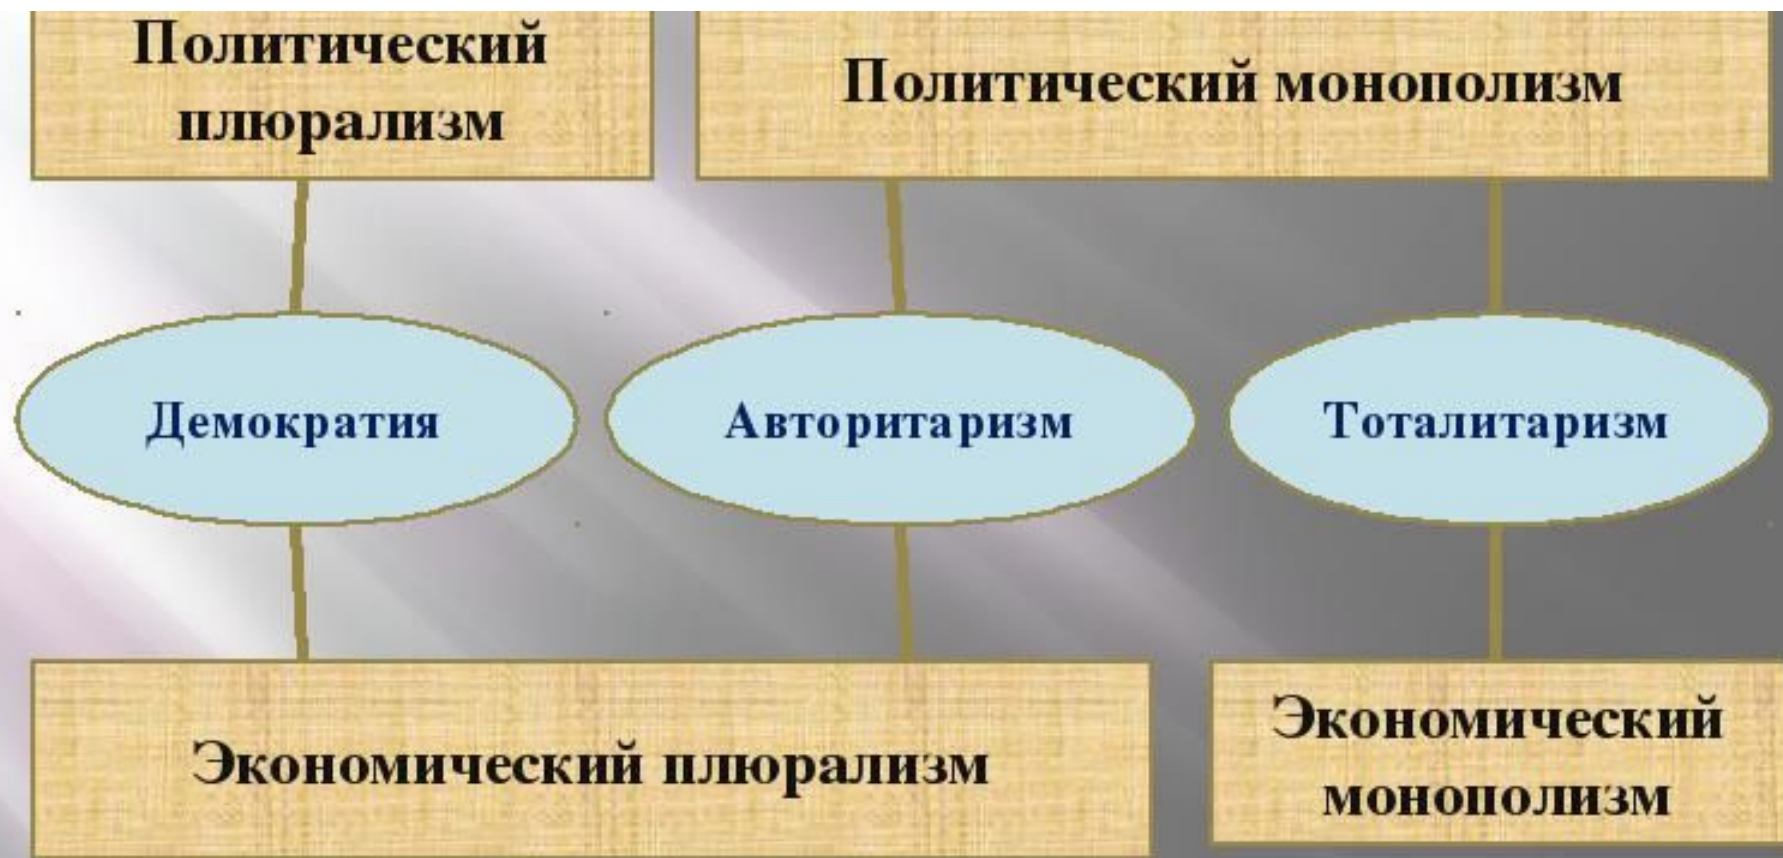 Политический
плюрализм
Политический монополизм
Демократия
Авторитаризм
Тоталитаризм
Экономический плюрализм
Экономический
монополизм